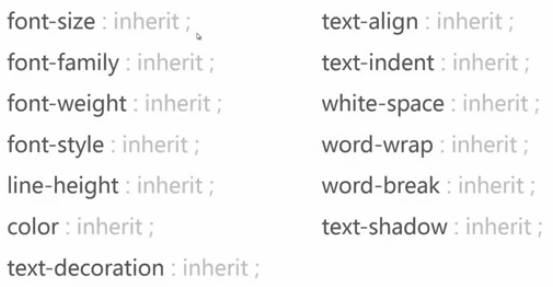 font-size : inherit ;
font-family : inherit ;
font-weight : inherit ;
font-style : inherit ;
line-height : inherit ;
color : inherit ;
text-decoration : inherit ;
text-align : inherit ;
text-indent : inherit ;
white-space : inherit ;
word-wrap : inherit ;
word-break : inherit ;
text-shadow : inherit ;